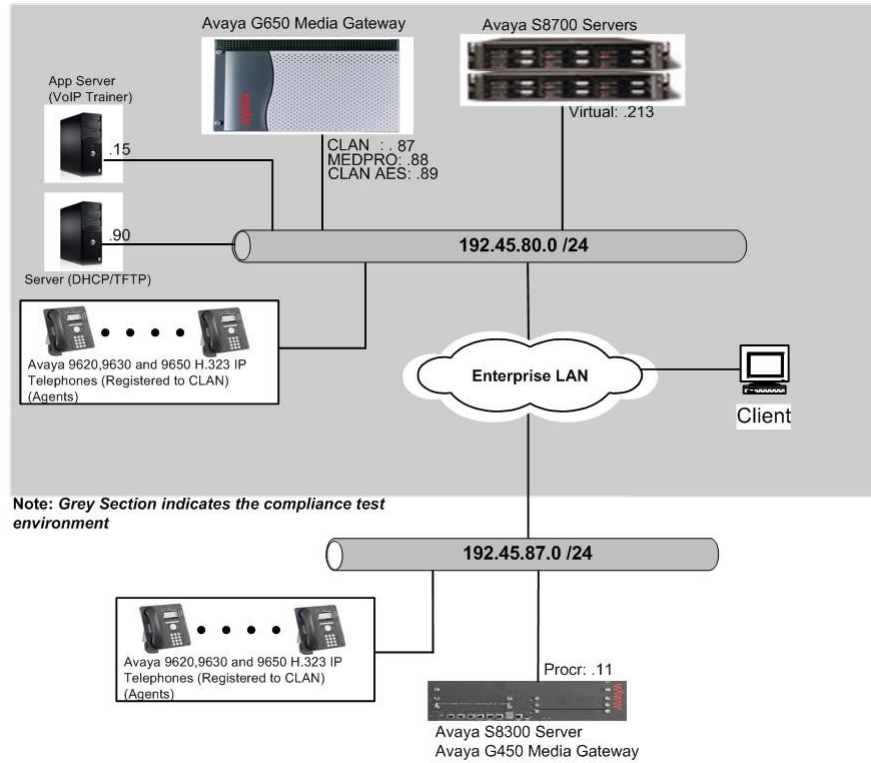 Avaya G650 Media Gateway
Avaya S8700 Servers
App Server
(VoIP Trainer)
Virtual: .213
.15
CLAN : . 87
MEDPRO: .88
CLAN AES: .89
.90
192.45.80.0 /24
Server (DHCP/TFTP)
Avaya 9620,9630 and 9650 H.323 IP
Telephones (Registered to CLAN)
(Agents)
Enterprise LAN
Client
Note: Grey Section indicates the compliance test
environment
192.45.87.0 /24
Avaya 9620,9630 and 9650 H.323 IP
Telephones (Registered to CLAN)
(Agents)
Procr: .11
Avaya S8300 Server
Avaya G450 Media Gateway